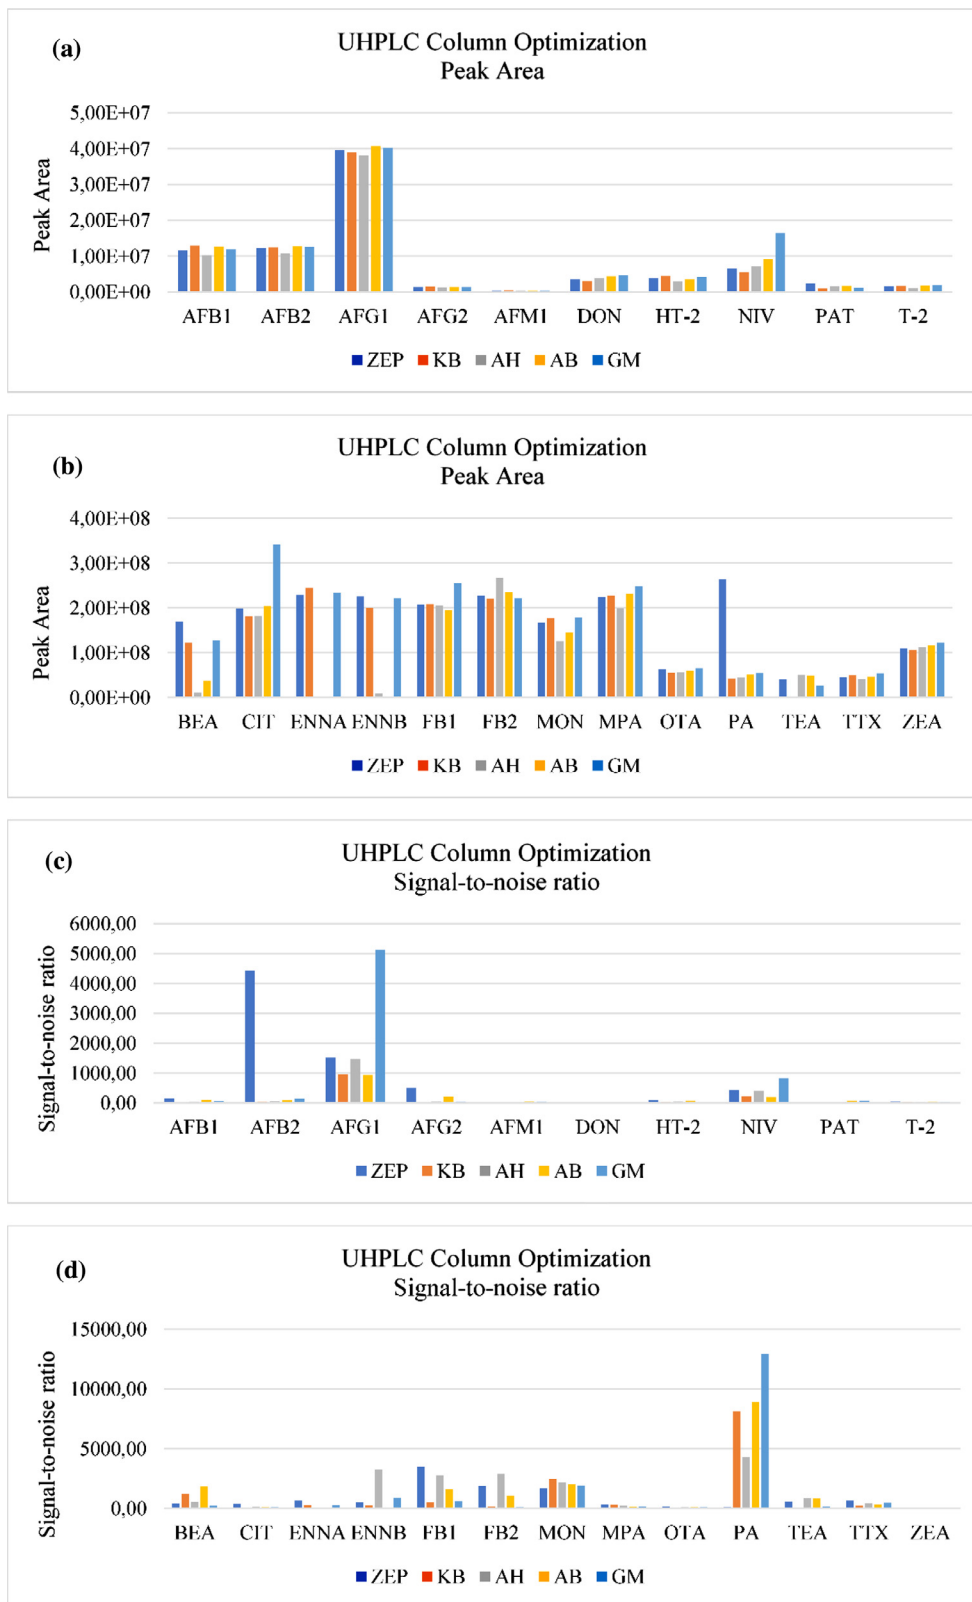 (a)
UHPLC Column Optimization
Peak Area
Peak Area
5,00E+07
4,00E+07
3,00E+07
2,00E+07
1,00E+07
0,00E+00
AFB1 AFB2 AFG1 AFG2 AFM1 DON HT-2 NIV PAT T-2
ZEP KB AH AB GM
(b)
UHPLC Column Optimization
Peak Area
Peak Area
4,00E+08
3,00E+08
2,00E+08
1,00E+08
0,00E+00
BEA CIT ENNA ENNB FB1 FB2 MON MPA OTA PA TEA TTX ZEA
ZEP KB AH AB GM
(c)
UHPLC Column Optimization
Signal-to-noise ratio
Signal-to-noise ratio
6000,00
5000,00
4000,00
3000,00
2000,00
1000,00
0,00
AFB1 AFB2 AFG1 AFG2 AFM1 DON HT-2 NIV PAT T-2
ZEP KB AH AB GM
(d)
UHPLC Column Optimization
Signal-to-noise ratio
Signal-to-noise ratio
15000,00
10000,00
5000,00
0,00
BEA CIT ENNA ENNB FB1 FB2 MON MPA OTA PA TEA TTX ZEA
ZEP KB AH AB GM